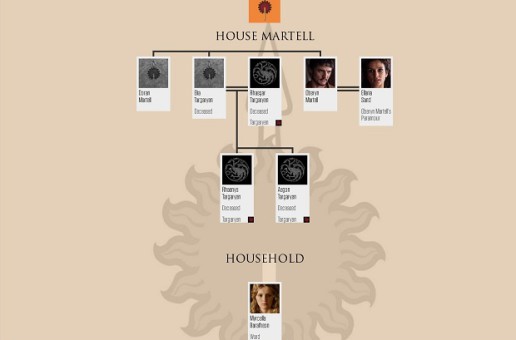 HOUSE MARTELL
Doran
Martell
Elia
Targaryen
Deceased
Rhaegar
Targaryen
Deceased
Targaryen
Oberyn
Martell
Ellaria
Sand
Oberyn Martell's
Paramour
Rhaenys
Targaryen
Deceased
Targaryen
Aegon
Targaryen
Deceased
Targaryen
HOUSEHOLD
Myrcella
Baratheon
Ward